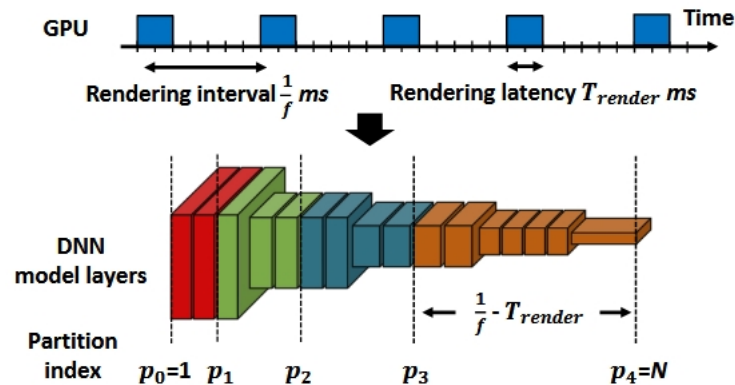 GPU
Time
Rendering interval 1/f ms
Rendering latency T_render ms
DNN
model layers
1/f - T_render
Partition
index
p_0=1 p_1 p_2 p_3 p_4=N